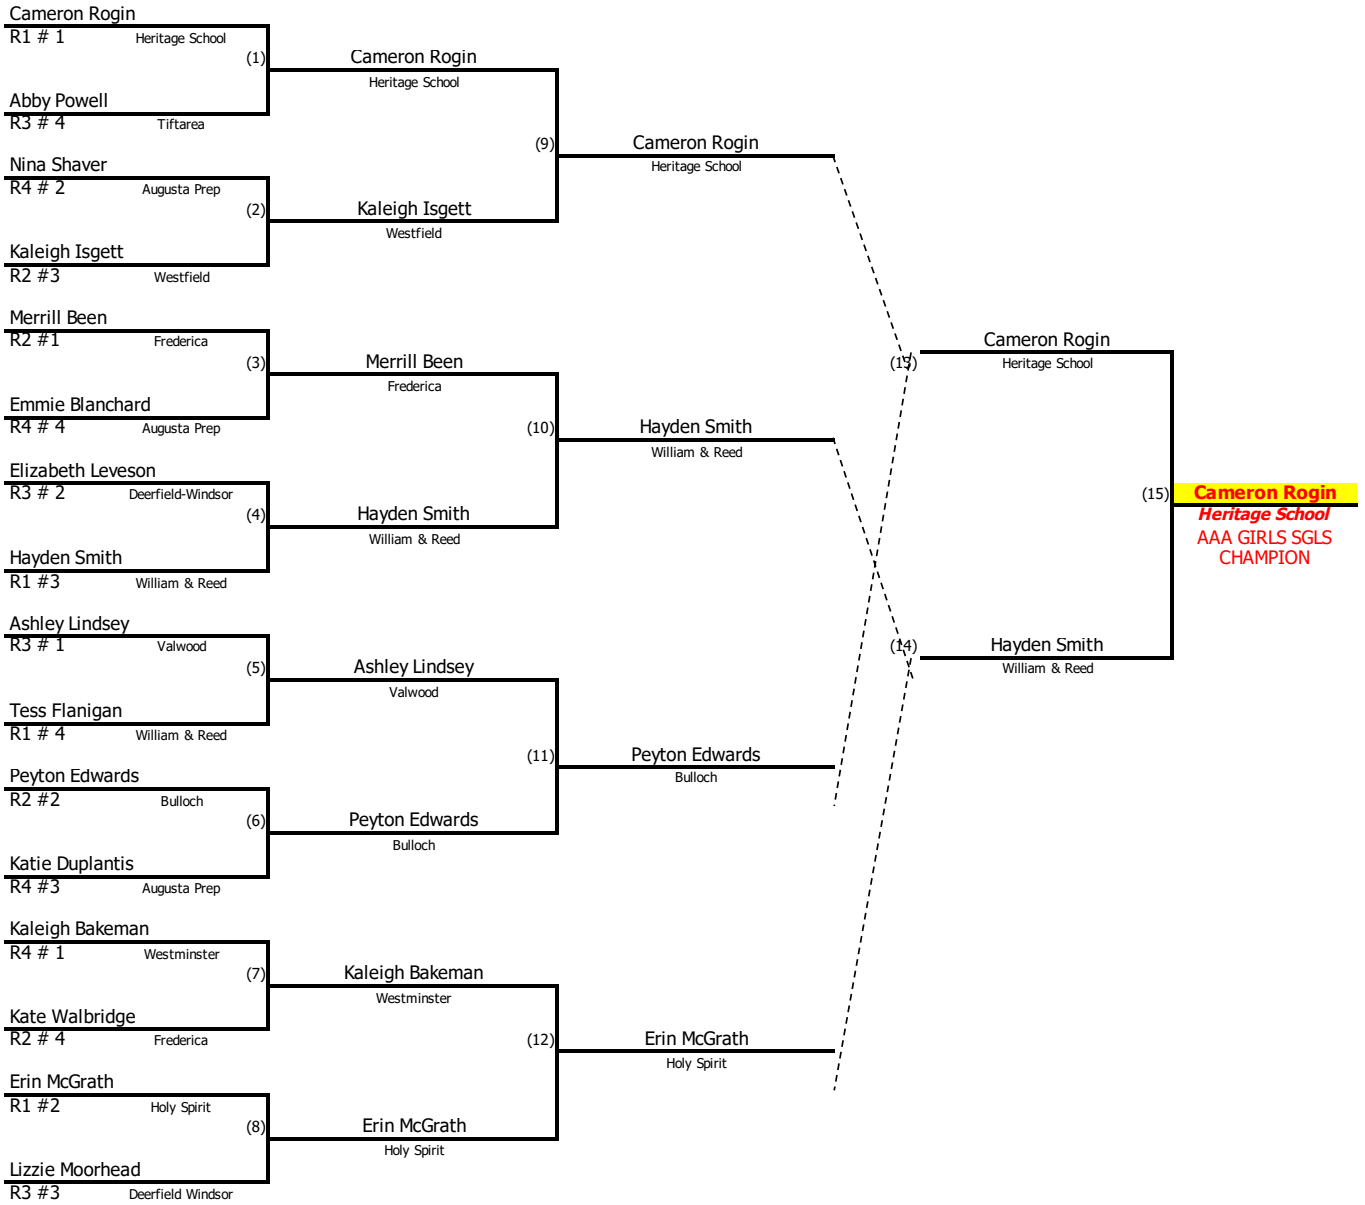 Cameron Rogin
R1 # 1 Heritage School
(1)
Abby Powell
R3 # 4 Tiftarea
Nina Shaver
R4 # 2 Augusta Prep
(2)
Kaleigh Isgett
R2 #3 Westfield
Merrill Been
R2 #1 Frederica
(3)
Emmie Blanchard
R4 # 4 Augusta Prep
Elizabeth Leveson
R3 # 2 Deerfield-Windsor
(4)
Hayden Smith
R1 #3 William & Reed
Ashley Lindsey
R3 # 1 Valwood
(5)
Tess Flanigan
R1 # 4 William & Reed
Peyton Edwards
R2 #2 Bulloch
(6)
Katie Duplantis
R4 #3 Augusta Prep
Kaleigh Bakeman
R4 # 1 Westminster
(7)
Kate Walbridge
R2 # 4 Frederica
Erin McGrath
R1 #2 Holy Spirit
(8)
Lizzie Moorhead
R3 #3 Deerfield Windsor
Cameron Rogin
Heritage School
(9)
Kaleigh Isgett
Westfield
Merrill Been
Frederica
(10)
Hayden Smith
William & Reed
Ashley Lindsey
Valwood
(11)
Peyton Edwards
Bulloch
Kaleigh Bakeman
Westminster
(12)
Erin McGrath
Holy Spirit
Cameron Rogin
Heritage School
Hayden Smith
William & Reed
Peyton Edwards
Bulloch
Erin McGrath
Holy Spirit
(13)
Cameron Rogin
Heritage School
(14)
Hayden Smith
William & Reed
(15)
Cameron Rogin
Heritage School
AAA GIRLS SGLS
CHAMPION